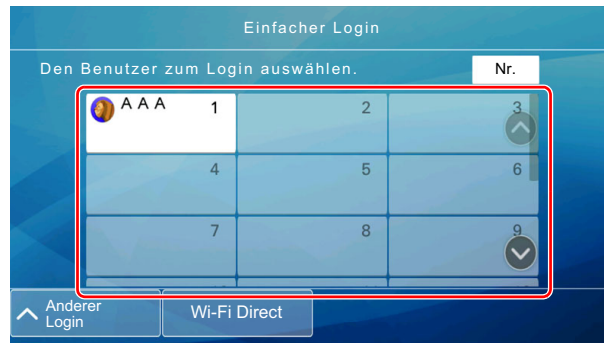 Einfacher Login
Den Benutzer zum Login auswählen.
Nr.
A A A 1
2
3
4
5
6
7
8
9
Anderer
Login
Wi-Fi Direct